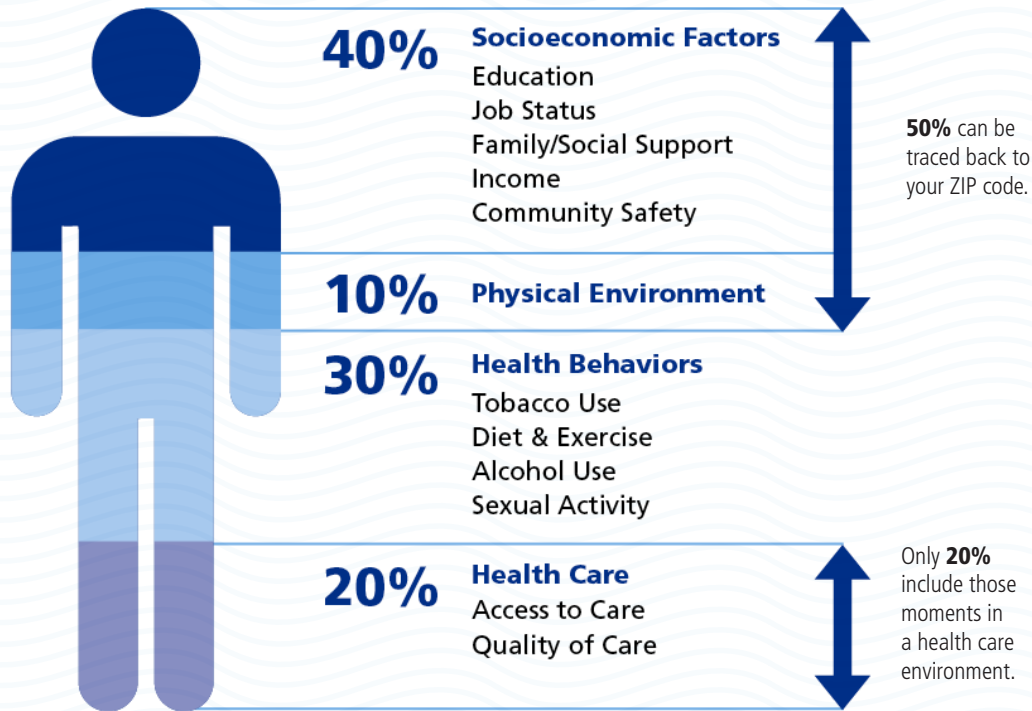 40% Socioeconomic Factors
Education
Job Status
Family/Social Support
Income
Community Safety
50% can be
traced back to
your ZIP code.
10% Physical Environment
30% Health Behaviors
Tobacco Use
Diet & Exercise
Alcohol Use
Sexual Activity
20% Health Care
Access to Care
Quality of Care
Only 20%
include those
moments in
a health care
environment.